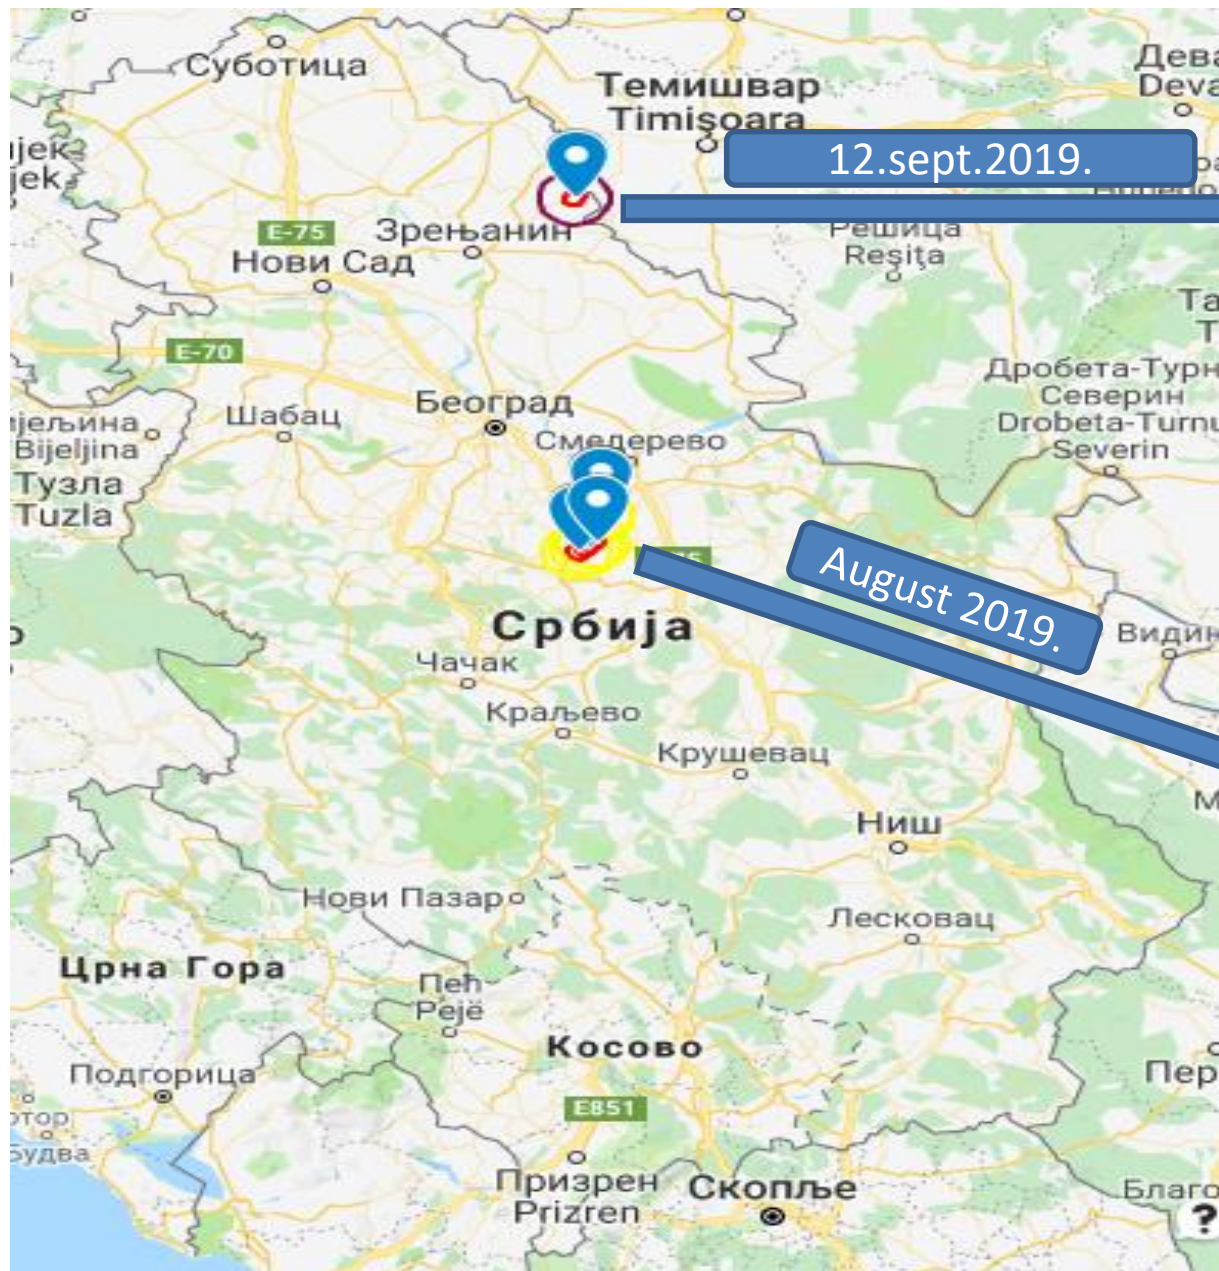 Суботица
Темишвар
Timișoara
Дева
Deva
12.sept.2019.
E-75
Зрењанин
Нови Сад
Решица
Reșița
E-70
Београд
Шабац
Смедерево
Bijeljina
Дробета-Турн
Северин
Drobeta-Turnu
Severin
Тузла
Tuzla
August 2019.
Србија
Видин
Чачак
Краљево
Крушевац
Ниш
Нови Пазар
Лесковац
Црна Гора
Пећ
Pejë
Косово
Подгорица
E851
Призрен
Prizren
Скопље
Благо
?